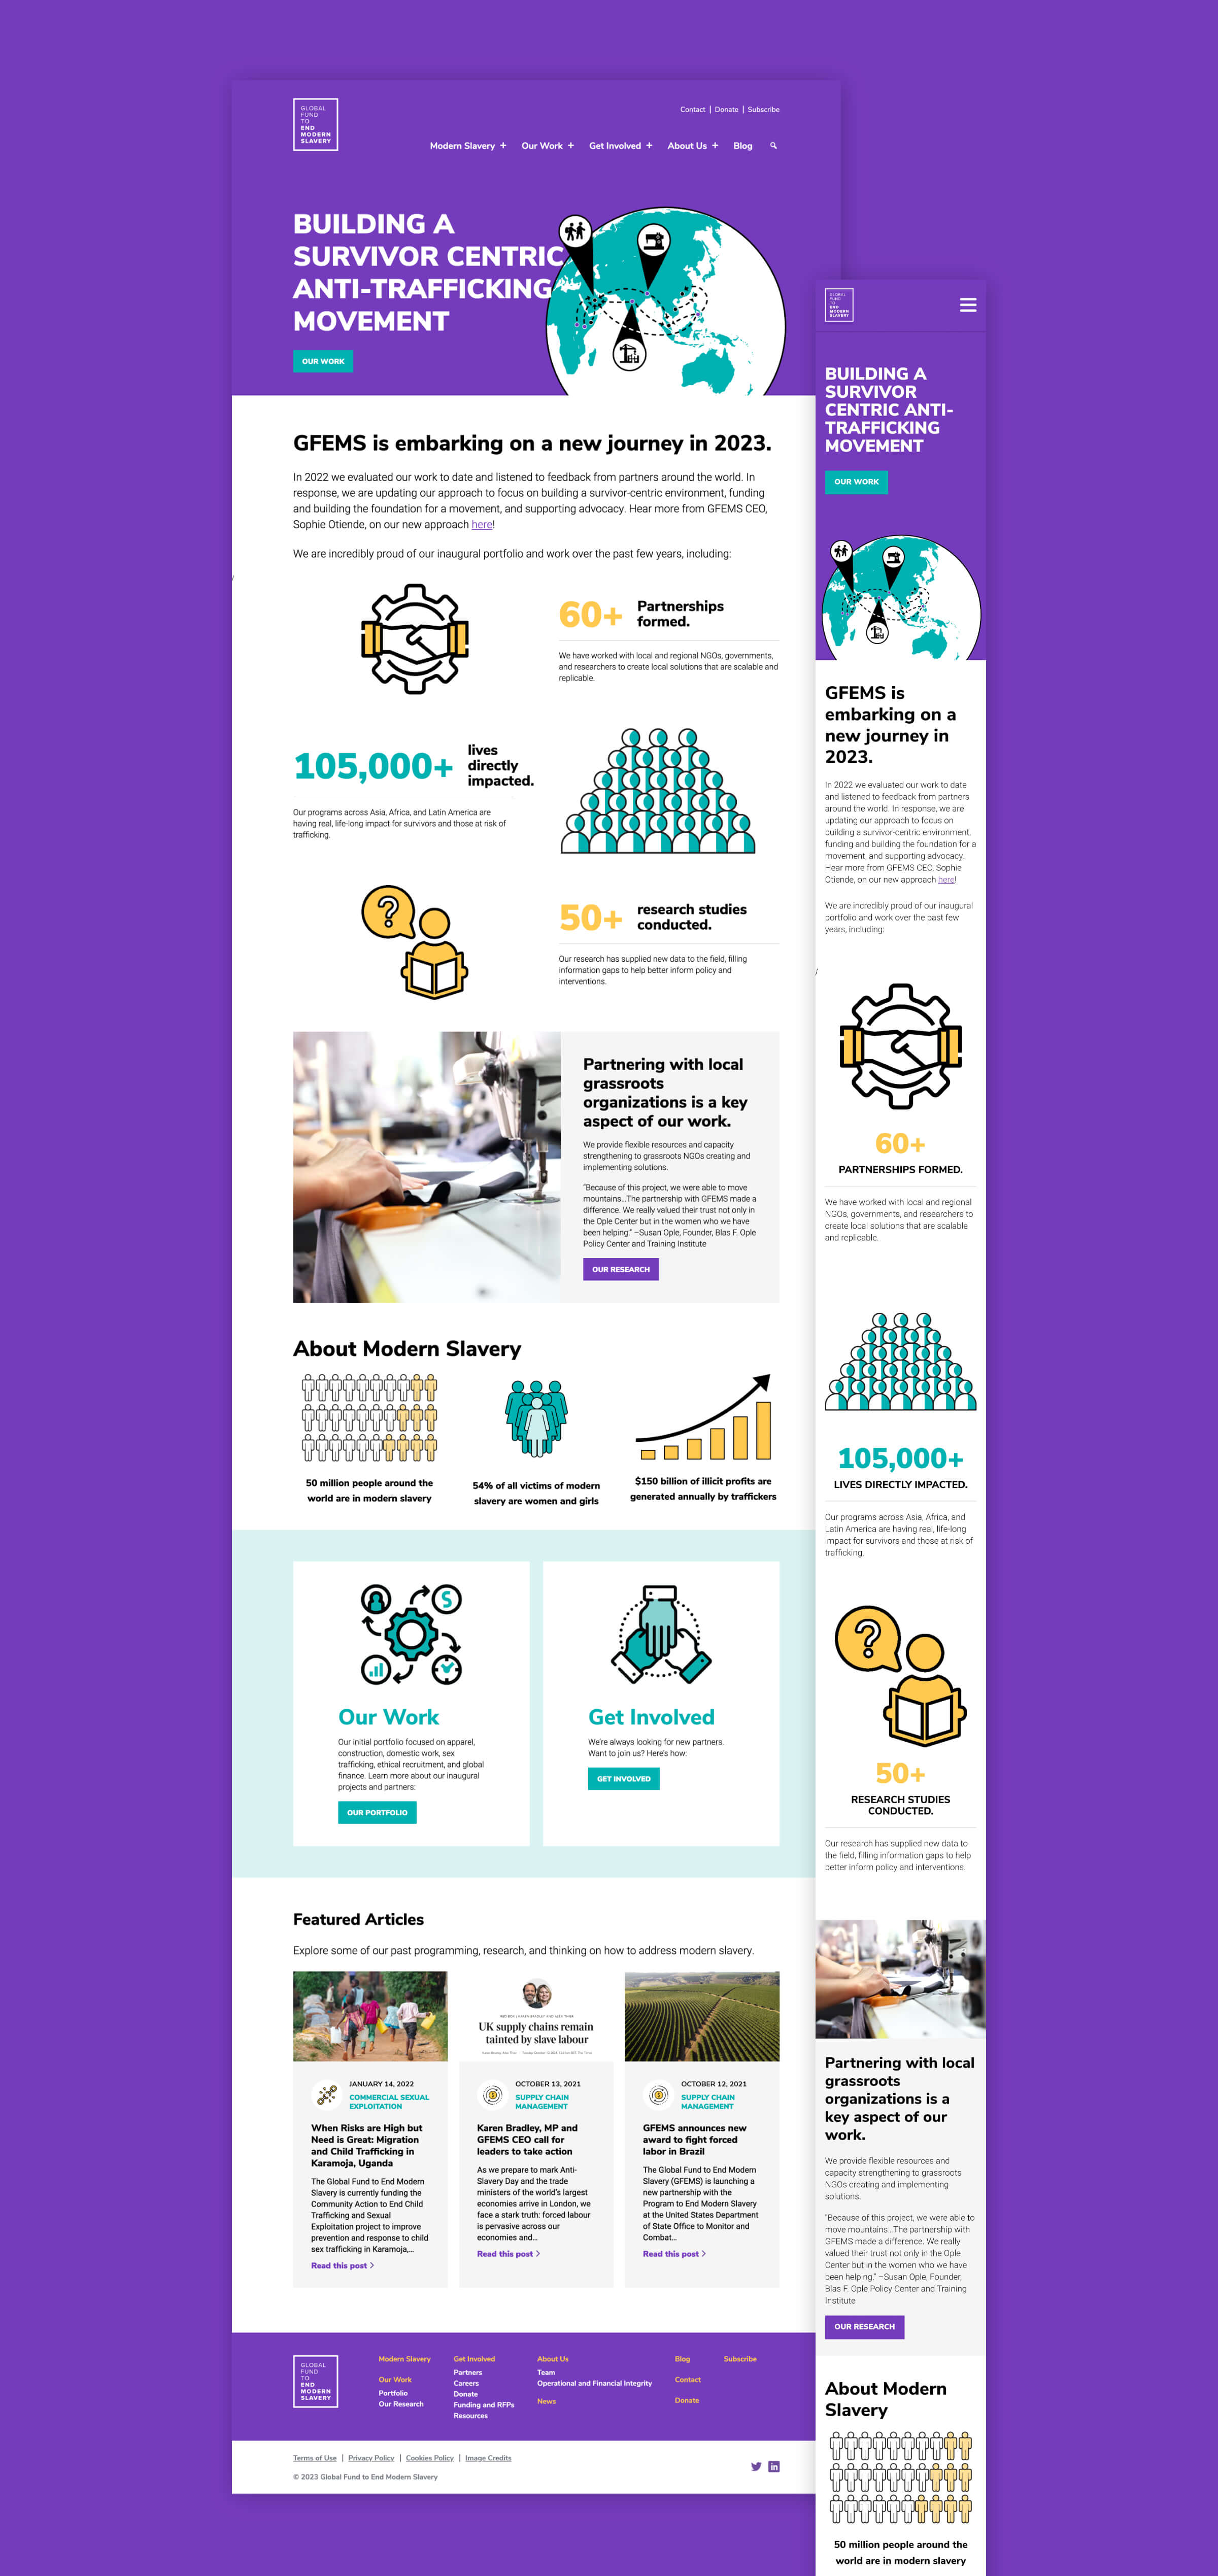 GLOBAL
FUND
TO
END
MODERN
SLAVERY
Contact | Donate | Subscribe
Modern Slavery + Our Work + Get Involved + About Us + Blog
BUILDING A
SURVIVOR CENTRIC
ANTI-TRAFFICKING
MOVEMENT
OUR WORK
GFEMS is embarking on a new journey in 2023.
In 2022 we evaluated our work to date and listened to feedback from partners around the world. In
response, we are updating our approach to focus on building a survivor-centric environment, funding
and building the foundation for a movement, and supporting advocacy. Hear more from GFEMS CEO,
Sophie Otiende, on our new approach here!
We are incredibly proud of our inaugural portfolio and work over the past few years, including:
/
60+ Partnerships
formed.
We have worked with local and regional NGOs, governments,
and researchers to create local solutions that are scalable and
replicable.
105,000+ lives
directly
impacted.
Our programs across Asia, Africa, and Latin America are
having real, life-long impact for survivors and those at risk of
trafficking.
?
50+ research studies
conducted.
Our research has supplied new data to the field, filling
information gaps to help better inform policy and
interventions.
Partnering with local
grassroots
organizations is a key
aspect of our work.
We provide flexible resources and capacity
strengthening to grassroots NGOs creating and
implementing solutions.
"Because of this project, we were able to move
mountains...The partnership with GFEMS made a
difference. We really valued their trust not only in
the Ople Center but in the women who we have
been helping." –Susan Ople, Founder, Blas F. Ople
Policy Center and Training Institute
OUR RESEARCH
About Modern Slavery
50 million people around the
world are in modern slavery
54% of all victims of modern
slavery are women and girls
$150 billion of illicit profits are
generated annually by traffickers
S
Our Work
Our initial portfolio focused on apparel,
construction, domestic work, sex
trafficking, ethical recruitment, and global
finance. Learn more about our inaugural
projects and partners:
OUR PORTFOLIO
Get Involved
We're always looking for new partners.
Want to join us? Here's how:
GET INVOLVED
Featured Articles
Explore some of our past programming, research, and thinking on how to address modern slavery.
JANUARY 14, 2022
COMMERCIAL SEXUAL
EXPLOITATION
When Risks are High but
Need is Great: Migration
and Child Trafficking in
Karamoja, Uganda
The Global Fund to End Modern
Slavery is currently funding the
Community Action to End Child
Trafficking and Sexual
Exploitation project to improve
prevention and response to child
sex trafficking in Karamoja,...
Read this post >
UK supply chains remain
tainted by slave labour
OCTOBER 13, 2021
SUPPLY CHAIN
MANAGEMENT
Karen Bradley, MP and
GFEMS CEO call for
leaders to take action
As we prepare to mark Anti-
Slavery Day and the trade
ministers of the world's largest
economies arrive in London, we
face a stark truth: forced labour
is pervasive across our
economies and...
Read this post >
OCTOBER 12, 2021
SUPPLY CHAIN
MANAGEMENT
GFEMS announces new
award to fight forced
labor in Brazil
The Global Fund to End Modern
Slavery (GFEMS) is launching a
new partnership with the
Program to End Modern Slavery
at the United States Department
of State Office to Monitor and
Combat...
Read this post >
GLOBAL
FUND
TO
END
MODERN
SLAVERY
Modern Slavery
Our Work
Portfolio
Our Research
Get Involved
Partners
Careers
Donate
Funding and RFPs
Resources
About Us
Team
Operational and Financial Integrity
News
Blog
Contact
Donate
Subscribe
Terms of Use | Privacy Policy | Cookies Policy | Image Credits
© 2023 Global Fund to End Modern Slavery
in
GLOBAL
FUND
TO
END
MODERN
SLAVERY
BUILDING A
SURVIVOR
CENTRIC ANTI-
TRAFFICKING
MOVEMENT
OUR WORK
GFEMS is
embarking on a
new journey in
2023.
In 2022 we evaluated our work to date
and listened to feedback from partners
around the world. In response, we are
updating our approach to focus on
building a survivor-centric environment,
funding and building the foundation for a
movement, and supporting advocacy.
Hear more from GFEMS CEO, Sophie
Otiende, on our new approach here!
We are incredibly proud of our inaugural
portfolio and work over the past few
years, including:
/
60+
PARTNERSHIPS FORMED.
We have worked with local and regional
NGOs, governments, and researchers to
create local solutions that are scalable
and replicable.
105,000+
LIVES DIRECTLY IMPACTED.
Our programs across Asia, Africa, and
Latin America are having real, life-long
impact for survivors and those at risk of
trafficking.
?
50+
RESEARCH STUDIES
CONDUCTED.
Our research has supplied new data to
the field, filling information gaps to help
better inform policy and interventions.
Partnering with local
grassroots
organizations is a
key aspect of our
work.
We provide flexible resources and
capacity strengthening to grassroots
NGOs creating and implementing
solutions.
"Because of this project, we were able to
move mountains...The partnership with
GFEMS made a difference. We really
valued their trust not only in the Ople
Center but in the women who we have
been helping." –Susan Ople, Founder,
Blas F. Ople Policy Center and Training
Institute
OUR RESEARCH
About Modern
Slavery
50 million people around the
world are in modern slavery